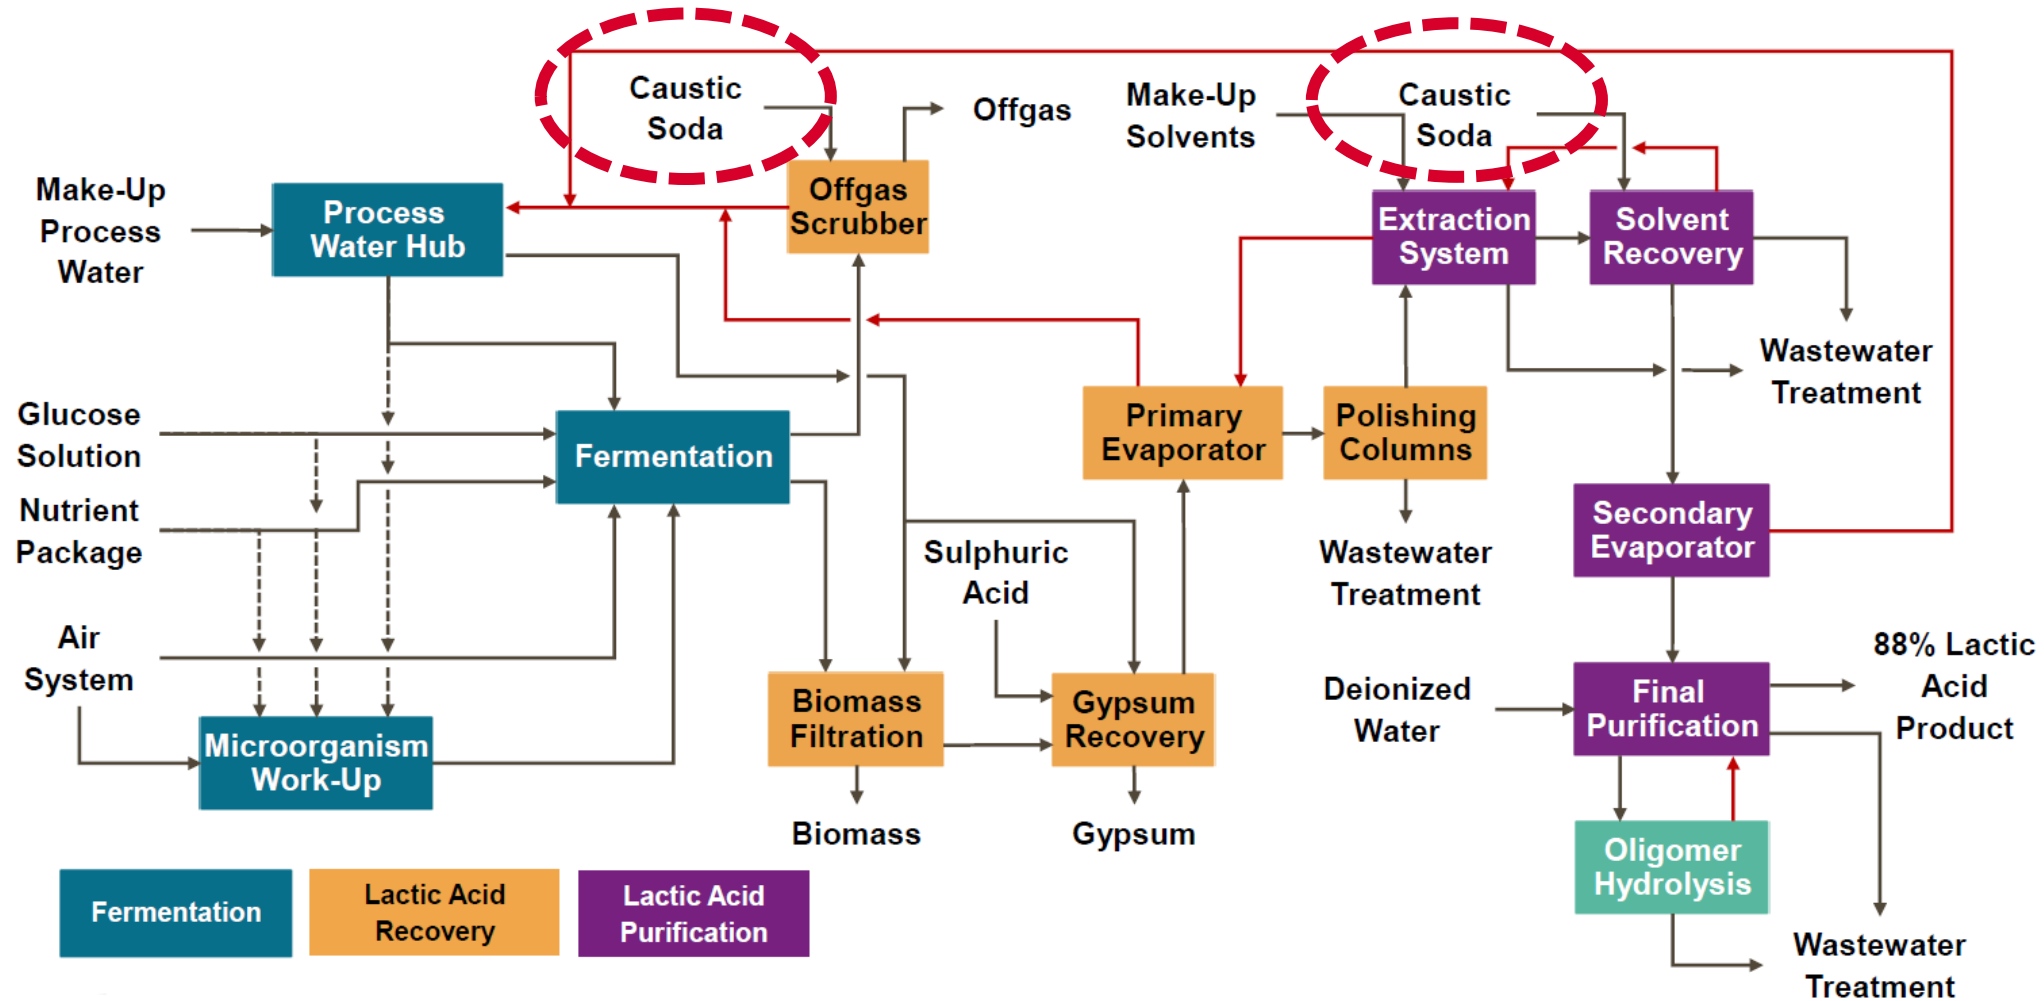 Caustic
Soda
Offgas
Make-Up
Solvents
Caustic
Soda
Make-Up
Process
Water
Process
Water Hub
Offgas
Scrubber
Extraction
System
Solvent
Recovery
Wastewater
Treatment
Glucose
Solution
Nutrient
Package
Fermentation
Primary
Evaporator
Polishing
Columns
Sulphuric
Acid
Wastewater
Treatment
Secondary
Evaporator
Air
System
Microorganism
Work-Up
Biomass
Filtration
Gypsum
Recovery
Deionized
Water
Final
Purification
88% Lactic
Acid
Product
Biomass
Gypsum
Oligomer
Hydrolysis
Wastewater
Treatment
Fermentation
Lactic Acid
Recovery
Lactic Acid
Purification